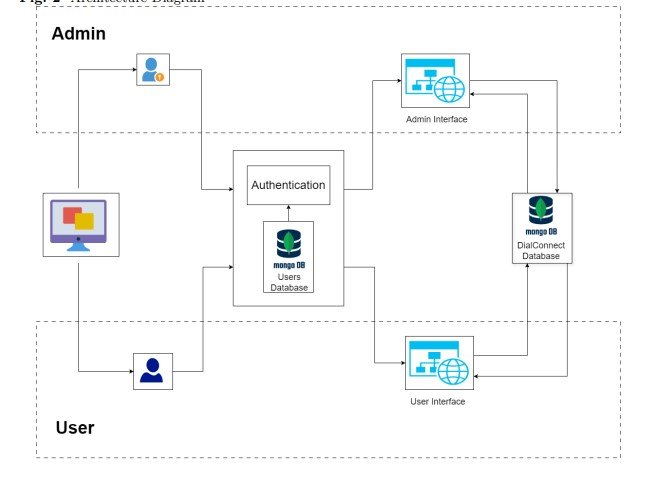 Fig. 2 Architecture Diagram
Admin
Admin Interface
Authentication
mongo DB
Users
Database
mongo DB
DialConnect
Database
User Interface
User